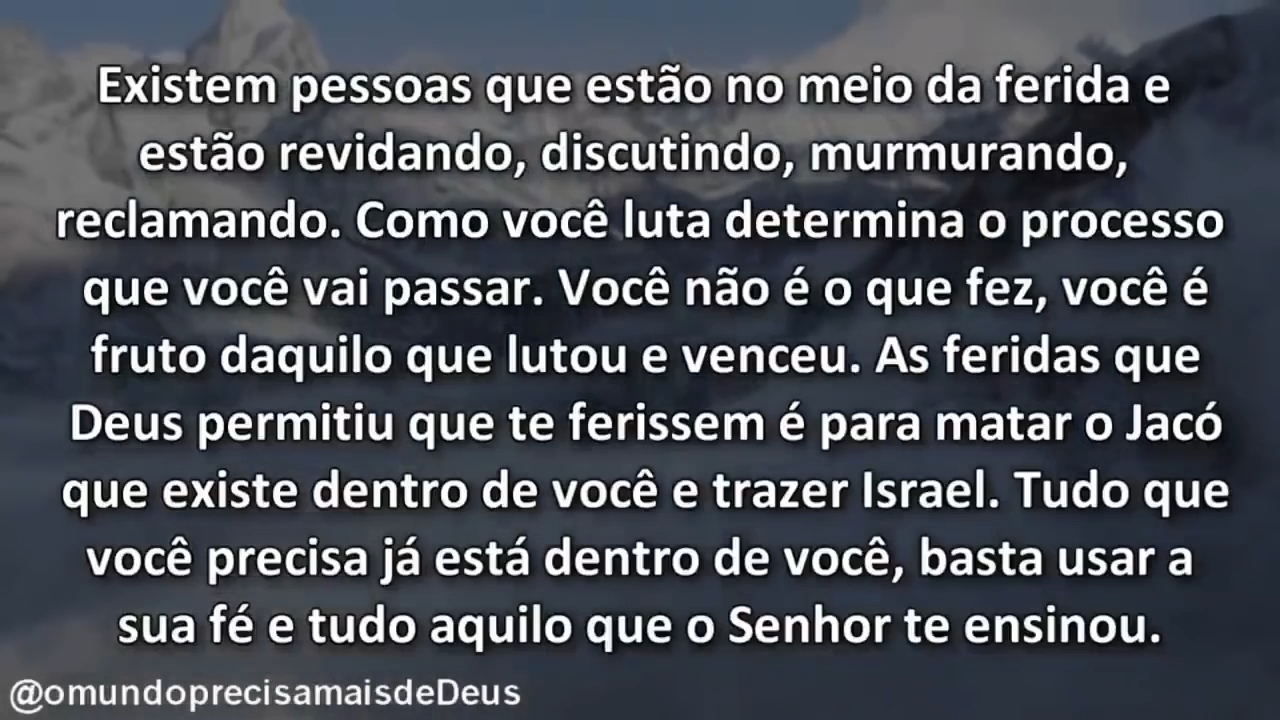 Existem pessoas que estão no meio da ferida e
estão revidando, discutindo, murmurando,
reclamando. Como você luta determina o processo
que você vai passar. Você não é o que fez, você é
fruto daquilo que lutou e venceu. As feridas que
Deus permitiu que te ferissem é para matar o Jacó
que existe dentro de você e trazer Israel. Tudo que
você precisa já está dentro de você, basta usar a
sua fé e tudo aquilo que o Senhor te ensinou.
@omundoprecisamaisdeDeus